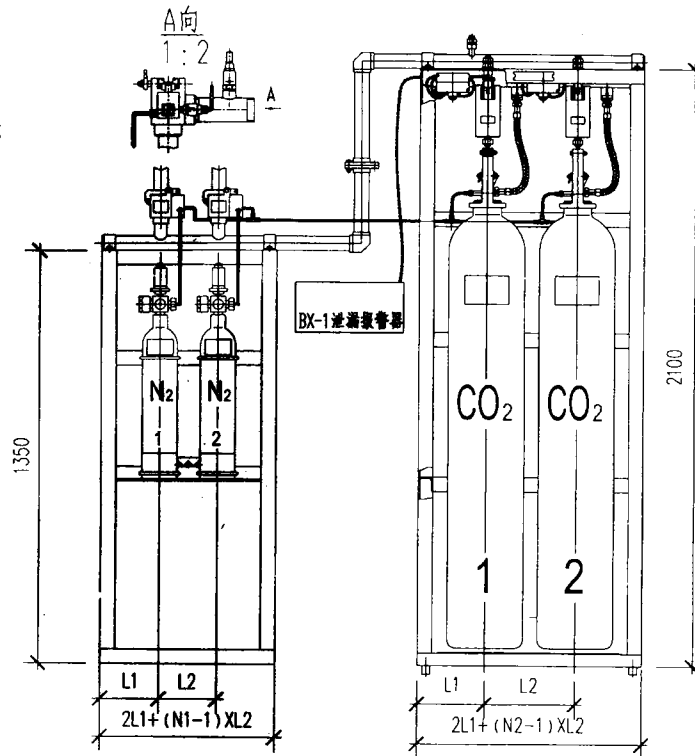 A向
1:2
A
BX-1泄漏报警器
N₂
1
N₂
2
CO₂
1
CO₂
2
1350
2100
L1
L2
2L1+(N1-1)XL2
L1
L2
2L1+(N2-1)XL2